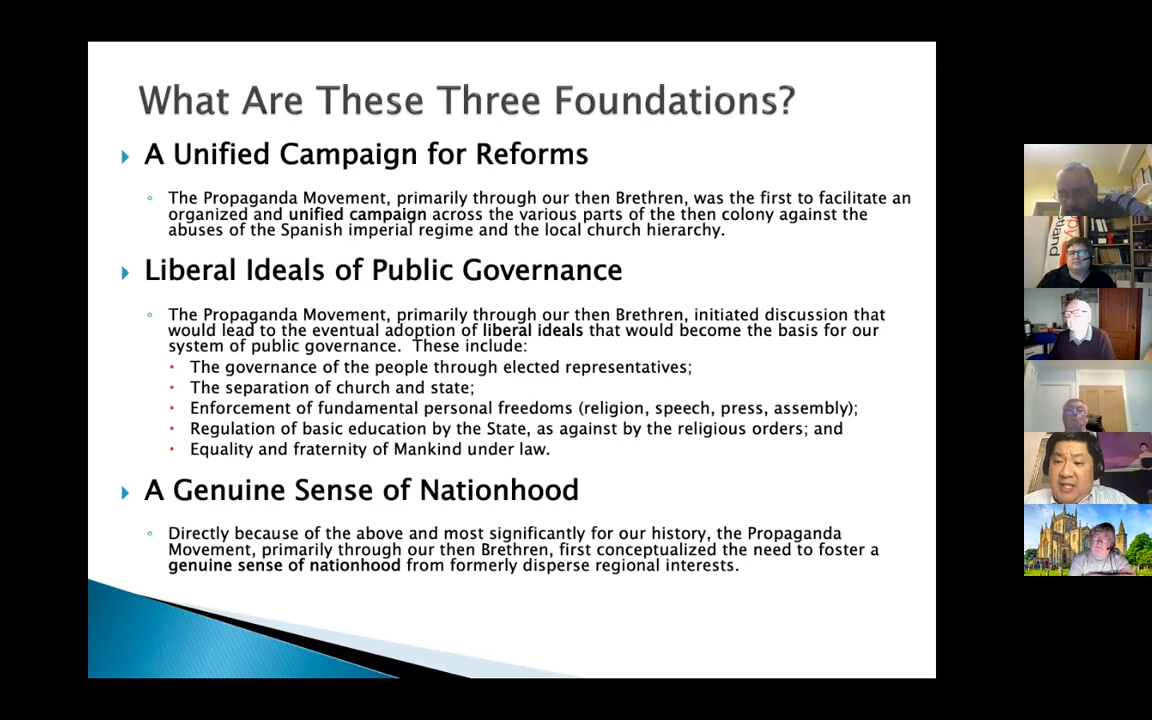 What Are These Three Foundations?
A Unified Campaign for Reforms
The Propaganda Movement, primarily through our then Brethren, was the first to facilitate an
organized and unified campaign across the various parts of the then colony against the
abuses of the Spanish imperial regime and the local church hierarchy.
Liberal Ideals of Public Governance
The Propaganda Movement, primarily through our then Brethren, initiated discussion that
would lead to the eventual adoption of liberal ideals that would become the basis for our
system of public governance. These include:
The governance of the people through elected representatives;
The separation of church and state;
Enforcement of fundamental personal freedoms (religion, speech, press, assembly);
Regulation of basic education by the State, as against by the religious orders; and
Equality and fraternity of Mankind under law.
A Genuine Sense of Nationhood
Directly because of the above and most significantly for our history, the Propaganda
Movement, primarily through our then Brethren, first conceptualized the need to foster a
genuine sense of nationhood from formerly disperse regional interests.